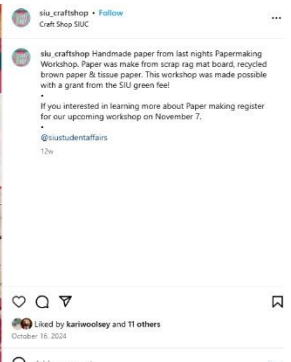 siu_craftshop • Follow
Craft Shop SIUC
siu_craftshop Handmade paper from last nights Papermaking
Workshop. Paper was make from scrap rag mat board, recycled
brown paper & tissue paper. This workshop was made possible
with a grant from the SIU green fee!
•
If you interested in learning more about Paper making register
for our upcoming workshop on November 7.
•
@siustudentaffairs
12w
Liked by kariwoolsey and 11 others
October 16, 2024